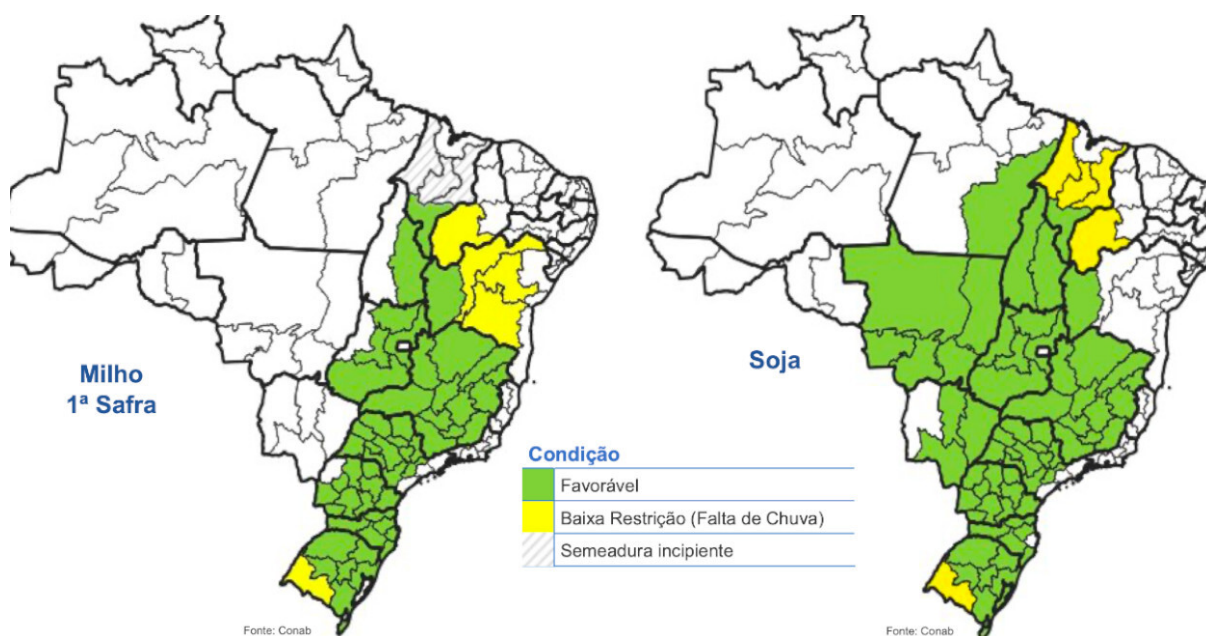 Milho
1ª Safra
Soja
Condição
Favorável
Baixa Restrição (Falta de Chuva)
Semeadura incipiente
Fonte: Conab
Fonte: Conab